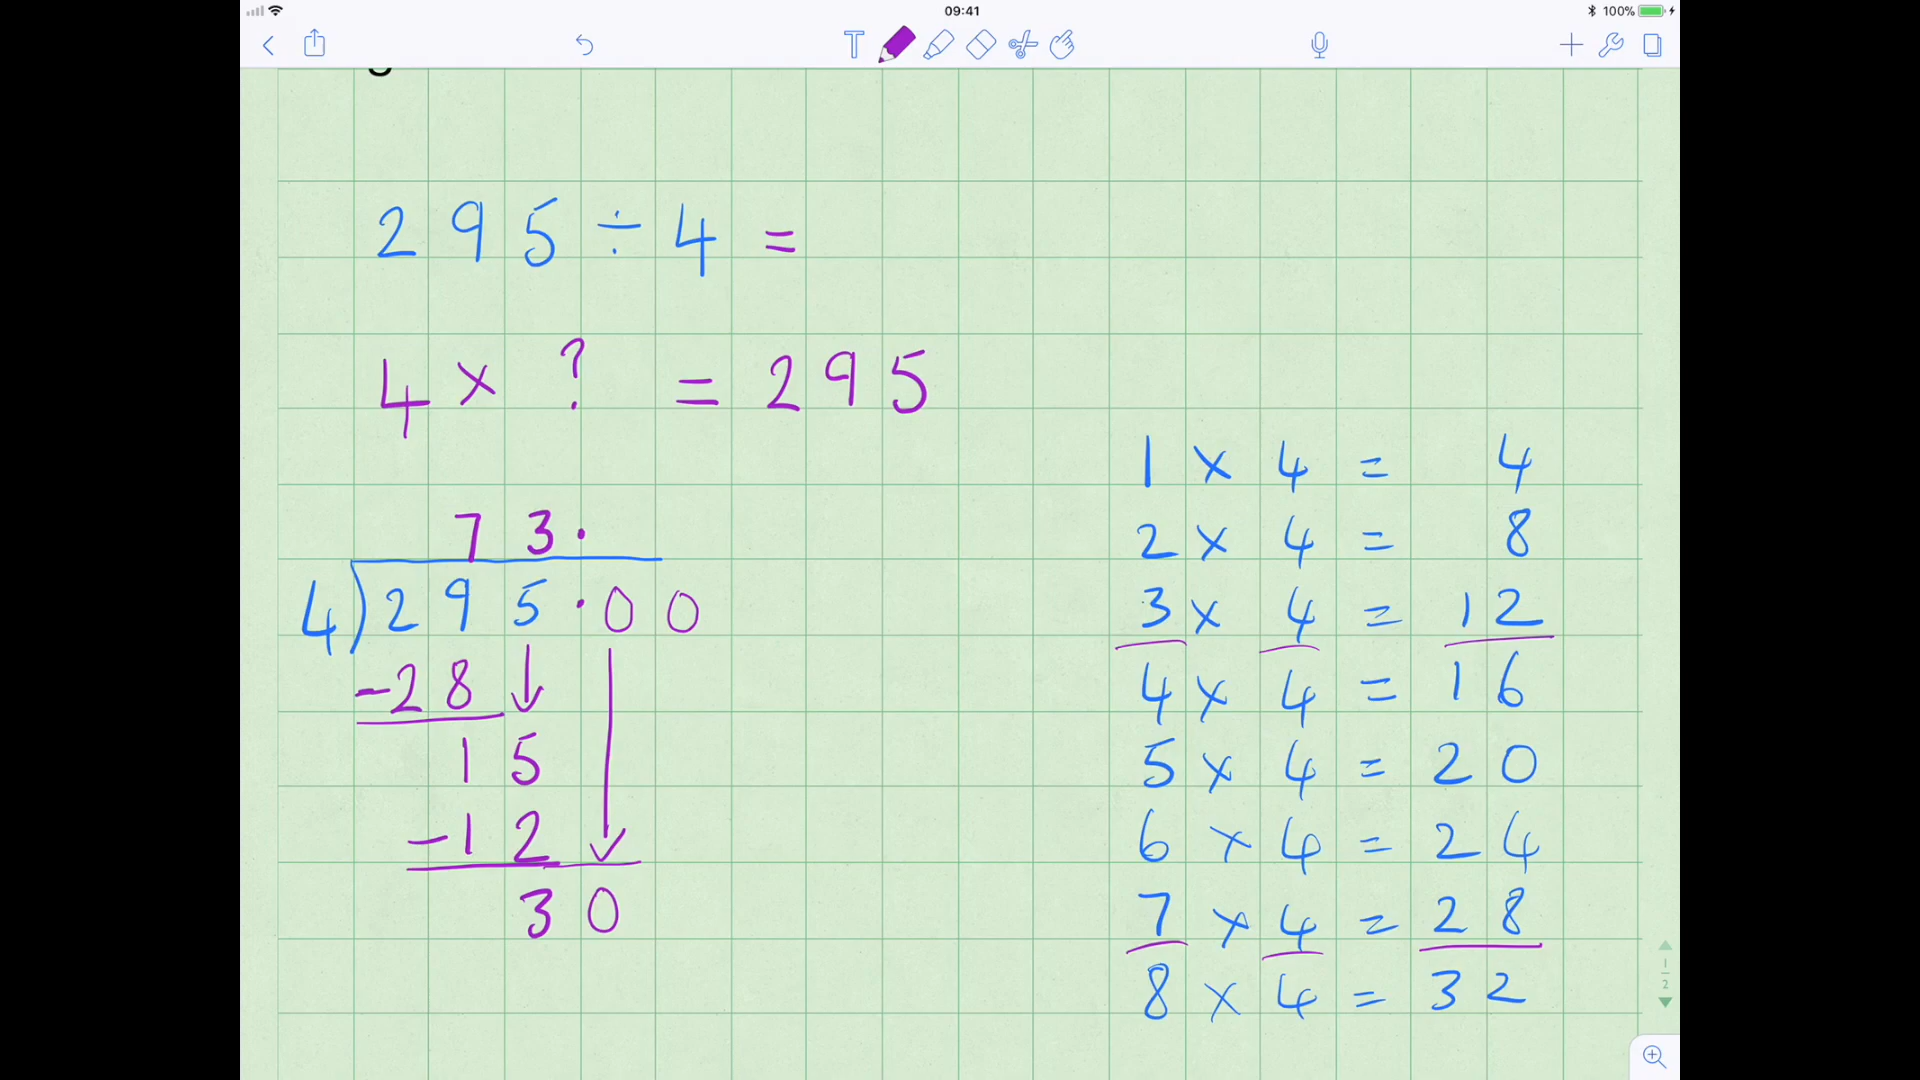 09:41
100%
T
295 ÷ 4 =
4 × ? = 295
73.
4)295.00
-28
15
-12
30
1 × 4 = 4
2 × 4 = 8
3 × 4 = 12
4 × 4 = 16
5 × 4 = 20
6 × 4 = 24
7 × 4 = 28
8 × 4 = 32
1
2